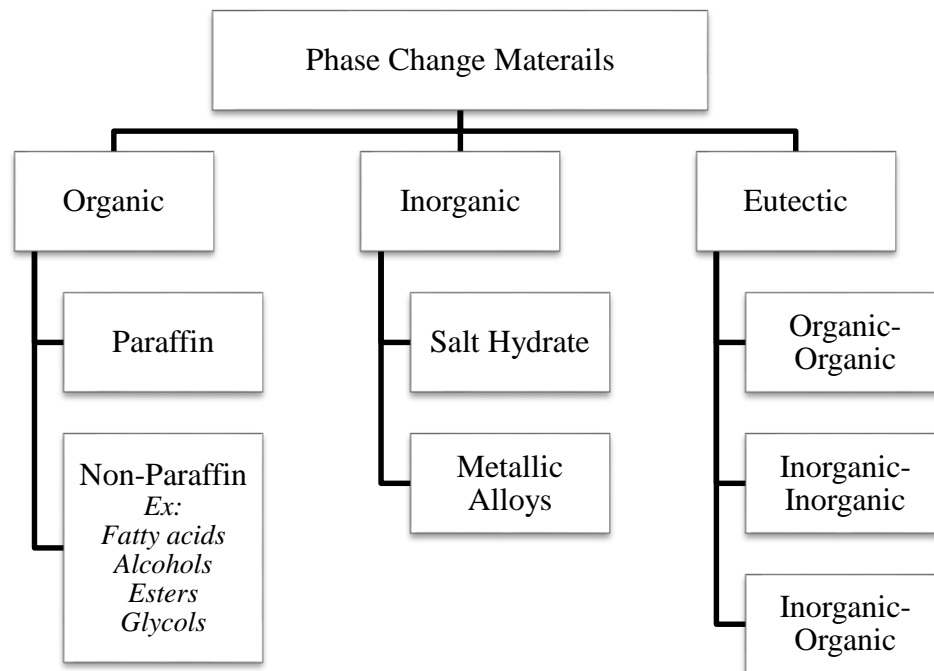 Phase Change Materails
Organic
Inorganic
Eutectic
Paraffin
Salt Hydrate
Organic-
Organic
Non-Paraffin
Ex:
Fatty acids
Alcohols
Esters
Glycols
Metallic
Alloys
Inorganic-
Inorganic
Inorganic-
Organic